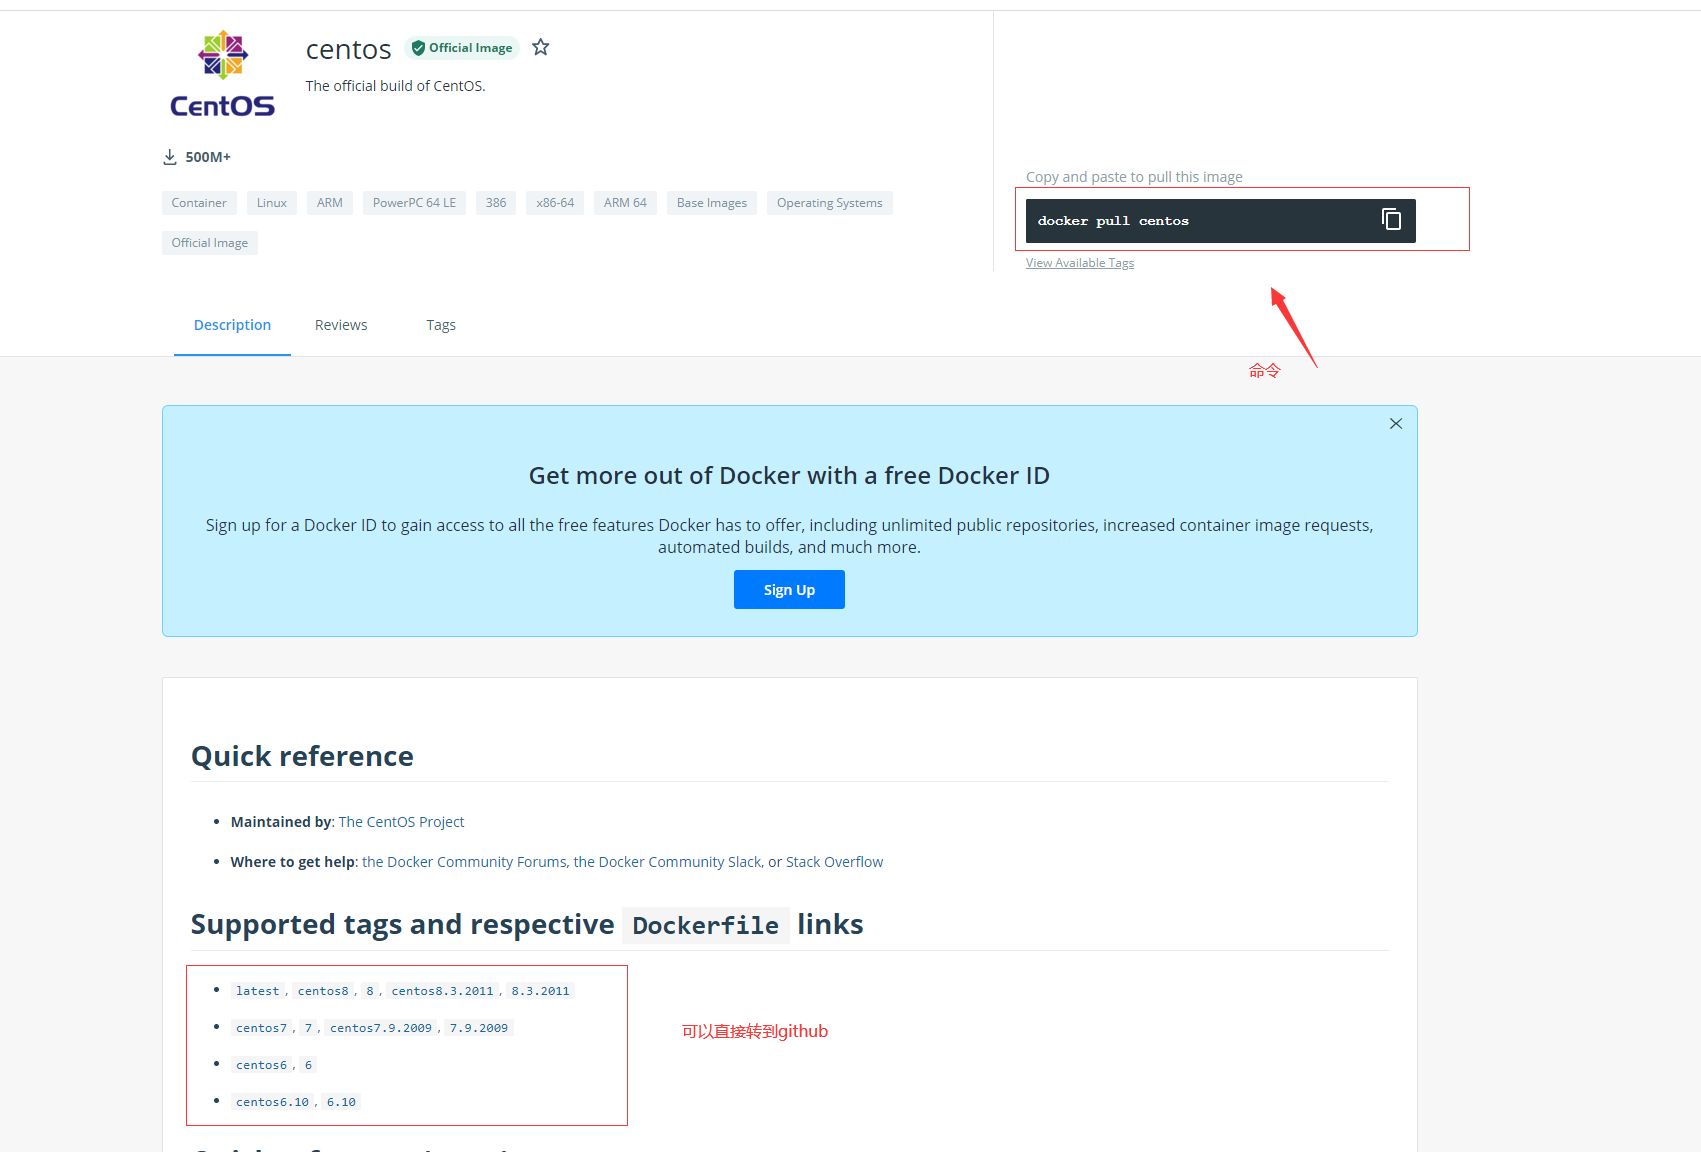 centos
Official Image
The official build of CentOS.
CentOS
500M+
Container Linux ARM PowerPC 64 LE 386 x86-64 ARM 64 Base Images Operating Systems
Official Image
Copy and paste to pull this image
docker pull centos
View Available Tags
命令
Description Reviews Tags
Get more out of Docker with a free Docker ID
Sign up for a Docker ID to gain access to all the free features Docker has to offer, including unlimited public repositories, increased container image requests,
automated builds, and much more.
Sign Up
Quick reference
• Maintained by: The CentOS Project
• Where to get help: the Docker Community Forums, the Docker Community Slack, or Stack Overflow
Supported tags and respective Dockerfile links
• latest, centos8, 8, centos8.3.2011, 8.3.2011
• centos7, 7, centos7.9.2009, 7.9.2009
• centos6, 6
• centos6.10, 6.10
可以直接转到github